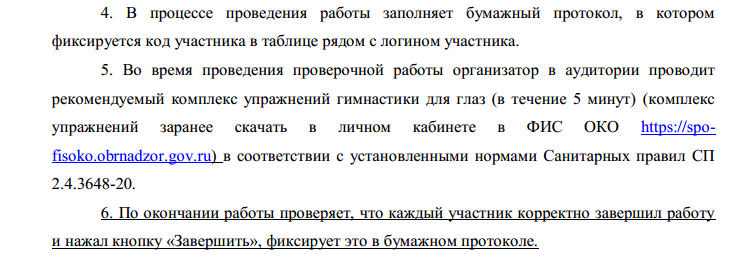 4. В процессе проведения работы заполняет бумажный протокол, в котором
фиксируется код участника в таблице рядом с логином участника.
5. Во время проведения проверочной работы организатор в аудитории проводит
рекомендуемый комплекс упражнений гимнастики для глаз (в течение 5 минут) (комплекс
упражнений заранее скачать в личном кабинете в ФИС ОКО https://spo-
fisoko.obrnadzor.gov.ru) в соответствии с установленными нормами Санитарных правил СП
2.4.3648-20.
6. По окончании работы проверяет, что каждый участник корректно завершил работу
и нажал кнопку «Завершить», фиксирует это в бумажном протоколе.